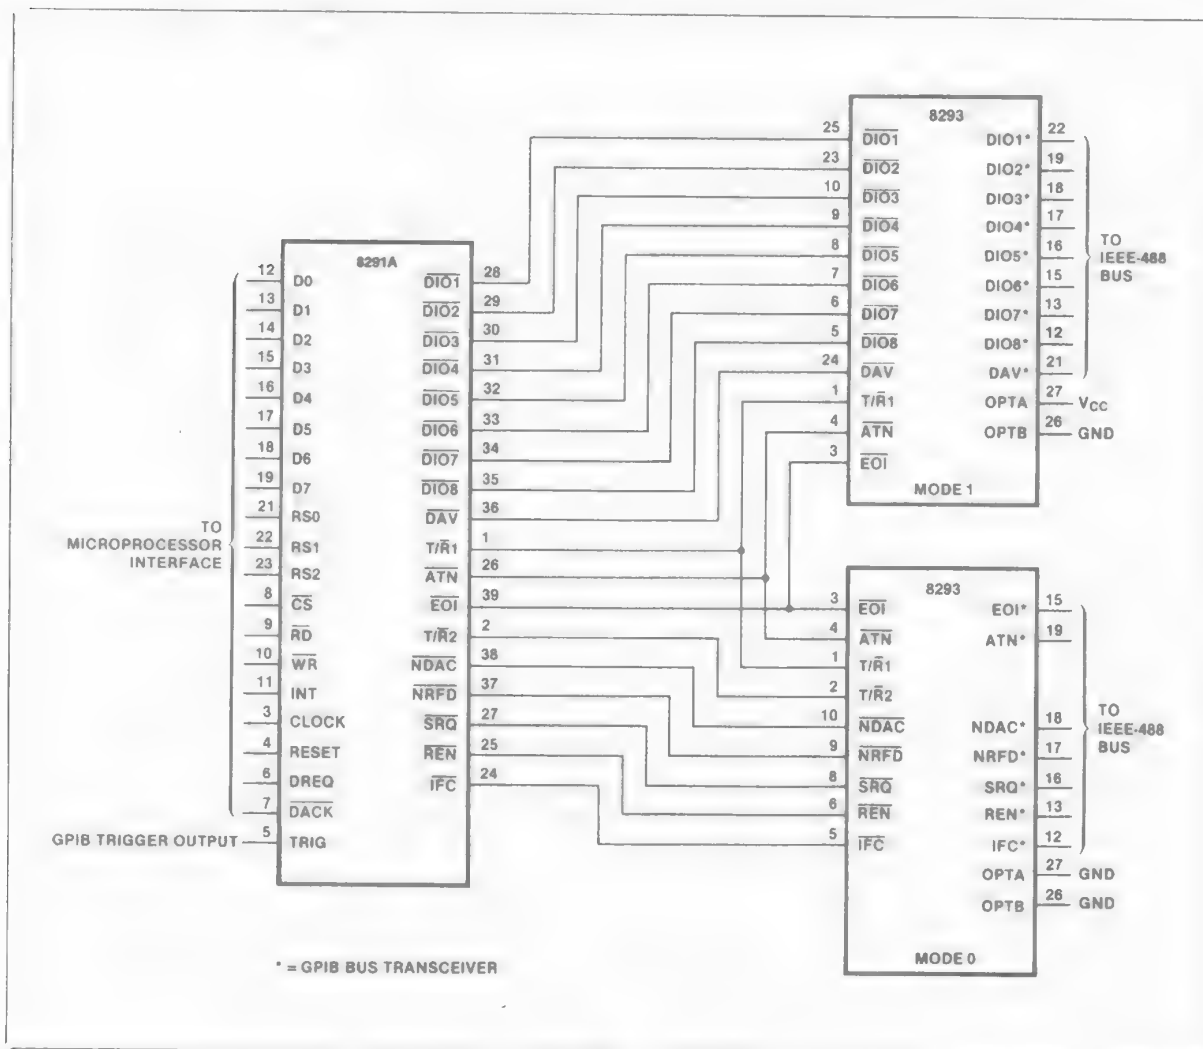 8291A
12 D0
13 D1
14 D2
15 D3
16 D4
17 D5
18 D6
19 D7
21 RS0
22 RS1
23 RS2
8 CS
9 RD
10 WR
11 INT
3 CLOCK
4 RESET
6 DREQ
7 DACK
5 TRIG
TO
MICROPROCESSOR
INTERFACE
GPIB TRIGGER OUTPUT
DIO1 28
DIO2 29
DIO3 30
DIO4 31
DIO5 32
DIO6 33
DIO7 34
DIO8 35
DAV 36
T/R1 1
ATN 26
EOI 39
T/R2 2
NDAC 38
NRFD 37
SRQ 27
REN 25
IFC 24
8293
25 DIO1
23 DIO2
10 DIO3
9 DIO4
8 DIO5
7 DIO6
6 DIO7
5 DIO8
24 DAV
1 T/R1
4 ATN
3 EOI
DIO1* 22
DIO2* 19
DIO3* 18
DIO4* 17
DIO5* 16
DIO6* 15
DIO7* 13
DIO8* 12
DAV* 21
OPTA 27 VCC
OPTB 26 GND
TO
IEEE-488
BUS
MODE 1
8293
3 EOI
4 ATN
1 T/R1
2 T/R2
10 NDAC
9 NRFD
8 SRQ
6 REN
5 IFC
EOI* 15
ATN* 19
NDAC* 18
NRFD* 17
SRQ* 16
REN* 13
IFC* 12
OPTA 27 GND
OPTB 26 GND
TO
IEEE-488
BUS
MODE 0
* = GPIB BUS TRANSCEIVER